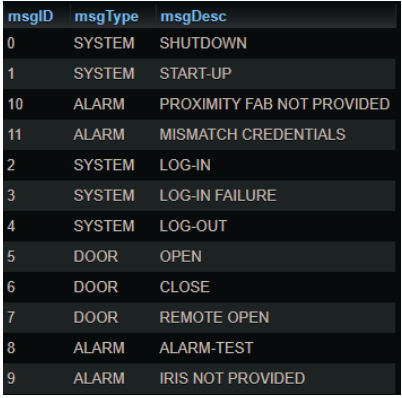 msgID msgType msgDesc
0 SYSTEM SHUTDOWN
1 SYSTEM START-UP
10 ALARM PROXIMITY FAB NOT PROVIDED
11 ALARM MISMATCH CREDENTIALS
2 SYSTEM LOG-IN
3 SYSTEM LOG-IN FAILURE
4 SYSTEM LOG-OUT
5 DOOR OPEN
6 DOOR CLOSE
7 DOOR REMOTE OPEN
8 ALARM ALARM-TEST
9 ALARM IRIS NOT PROVIDED